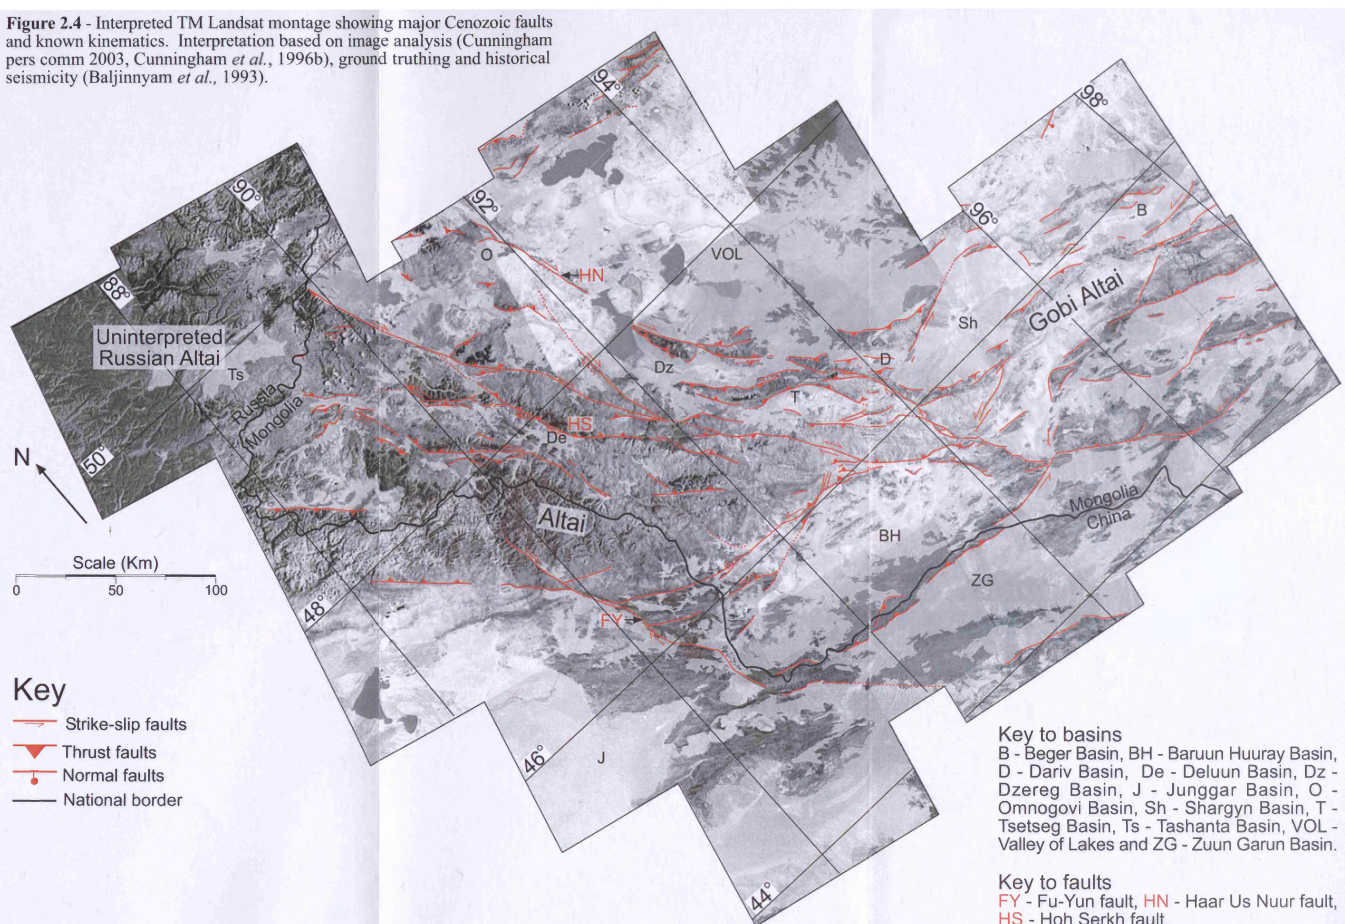 Figure 2.4 - Interpreted TM Landsat montage showing major Cenozoic faults
and known kinematics. Interpretation based on image analysis (Cunningham
pers comm 2003, Cunningham et al., 1996b), ground truthing and historical
seismicity (Baljinnyam et al., 1993).
94°
98°
90°
92°
96°
B
O
VOL
HN
88°
Gobi Altai
Sh
Uninterpreted
Russian Altai
Ts
Dz
D
Russia
Mongolia
T
HS
De
50°
N
Altai
Mongolia
China
BH
Scale (Km)
0 50 100
ZG
48°
FY
Key
Strike-slip faults
Thrust faults
Normal faults
National border
46°
J
44°
Key to basins
B - Beger Basin, BH - Baruun Huuray Basin,
D - Dariv Basin, De - Deluun Basin, Dz -
Dzereg Basin, J - Junggar Basin, O -
Omnogovi Basin, Sh - Shargyn Basin, T -
Tsetseg Basin, Ts - Tashanta Basin, VOL -
Valley of Lakes and ZG - Zuun Garun Basin.
Key to faults
FY - Fu-Yun fault, HN - Haar Us Nuur fault,
HS - Hoh Serkh fault